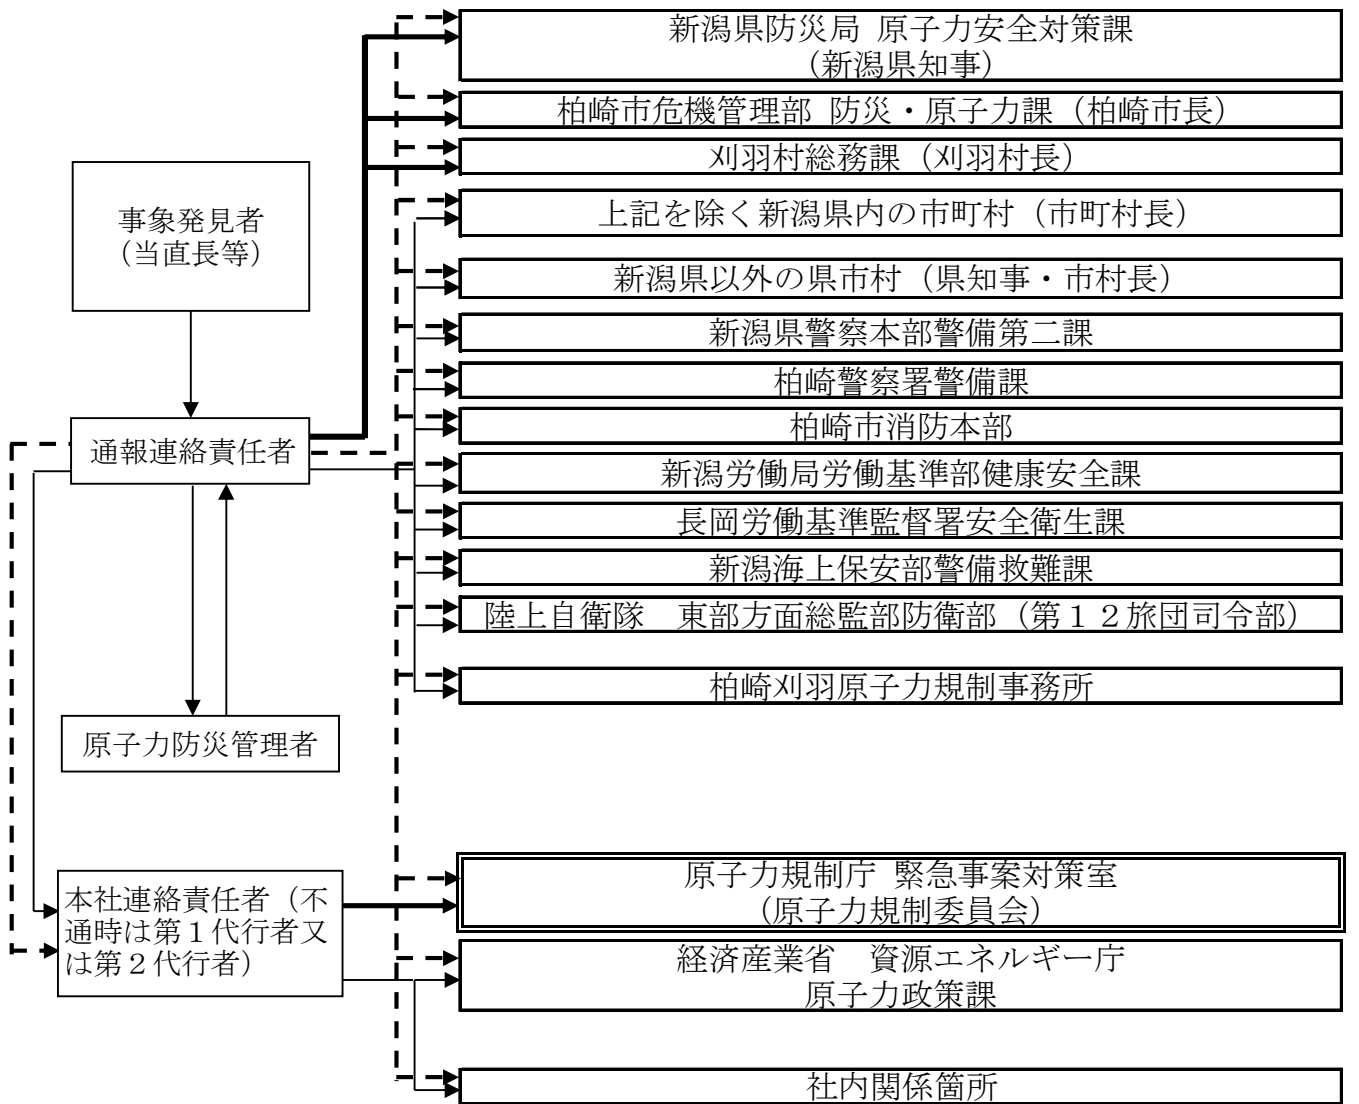 新潟県防災局 原子力安全対策課
（新潟県知事）
柏崎市危機管理部 防災・原子力課（柏崎市長）
刈羽村総務課（刈羽村長）
事象発見者
（当直長等）
上記を除く新潟県内の市町村（市町村長）
新潟県以外の県市村（県知事・市村長）
新潟県警察本部警備第二課
柏崎警察署警備課
柏崎市消防本部
通報連絡責任者
新潟労働局労働基準部健康安全課
長岡労働基準監督署安全衛生課
新潟海上保安部警備救難課
陸上自衛隊　東部方面総監部防衛部（第１２旅団司令部）
柏崎刈羽原子力規制事務所
原子力防災管理者
原子力規制庁 緊急事案対策室
（原子力規制委員会）
本社連絡責任者（不
通時は第１代行者又
は第２代行者）
経済産業省　資源エネルギー庁
原子力政策課
社内関係箇所